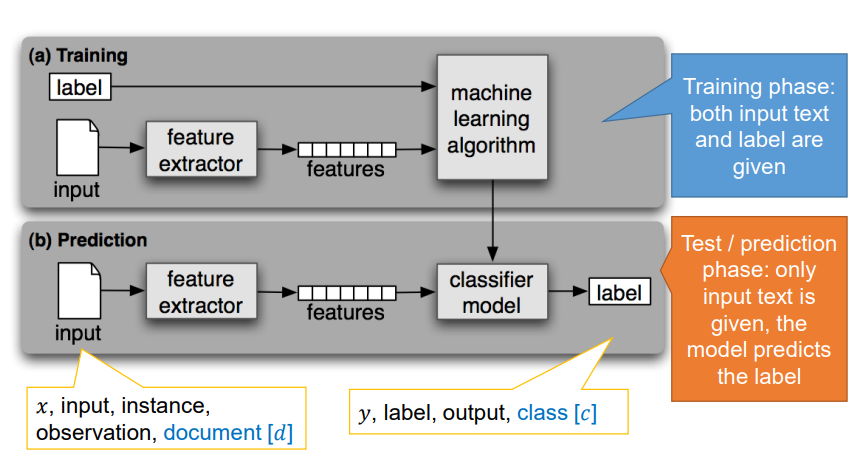 (a) Training
label
input
feature
extractor
features
machine
learning
algorithm
Training phase:
both input text
and label are
given
(b) Prediction
input
feature
extractor
features
classifier
model
label
Test / prediction
phase: only
input text is
given, the
model predicts
the label
x, input, instance,
observation, document [d]
y, label, output, class [c]